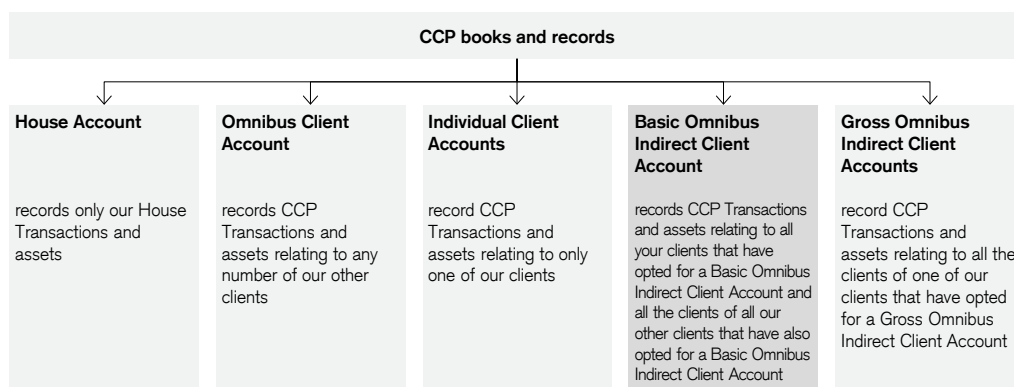 CCP books and records
House Account
records only our House
Transactions and
assets
Omnibus Client
Account
records CCP
Transactions and
assets relating to any
number of our other
clients
Individual Client
Accounts
record CCP
Transactions and
assets relating to only
one of our clients
Basic Omnibus
Indirect Client
Account
records CCP Transactions
and assets relating to all
your clients that have
opted for a Basic Omnibus
Indirect Client Account and
all the clients of all our
other clients that have also
opted for a Basic Omnibus
Indirect Client Account
Gross Omnibus
Indirect Client
Accounts
record CCP
Transactions and
assets relating to all the
clients of one of our
clients that have opted
for a Gross Omnibus
Indirect Client Account